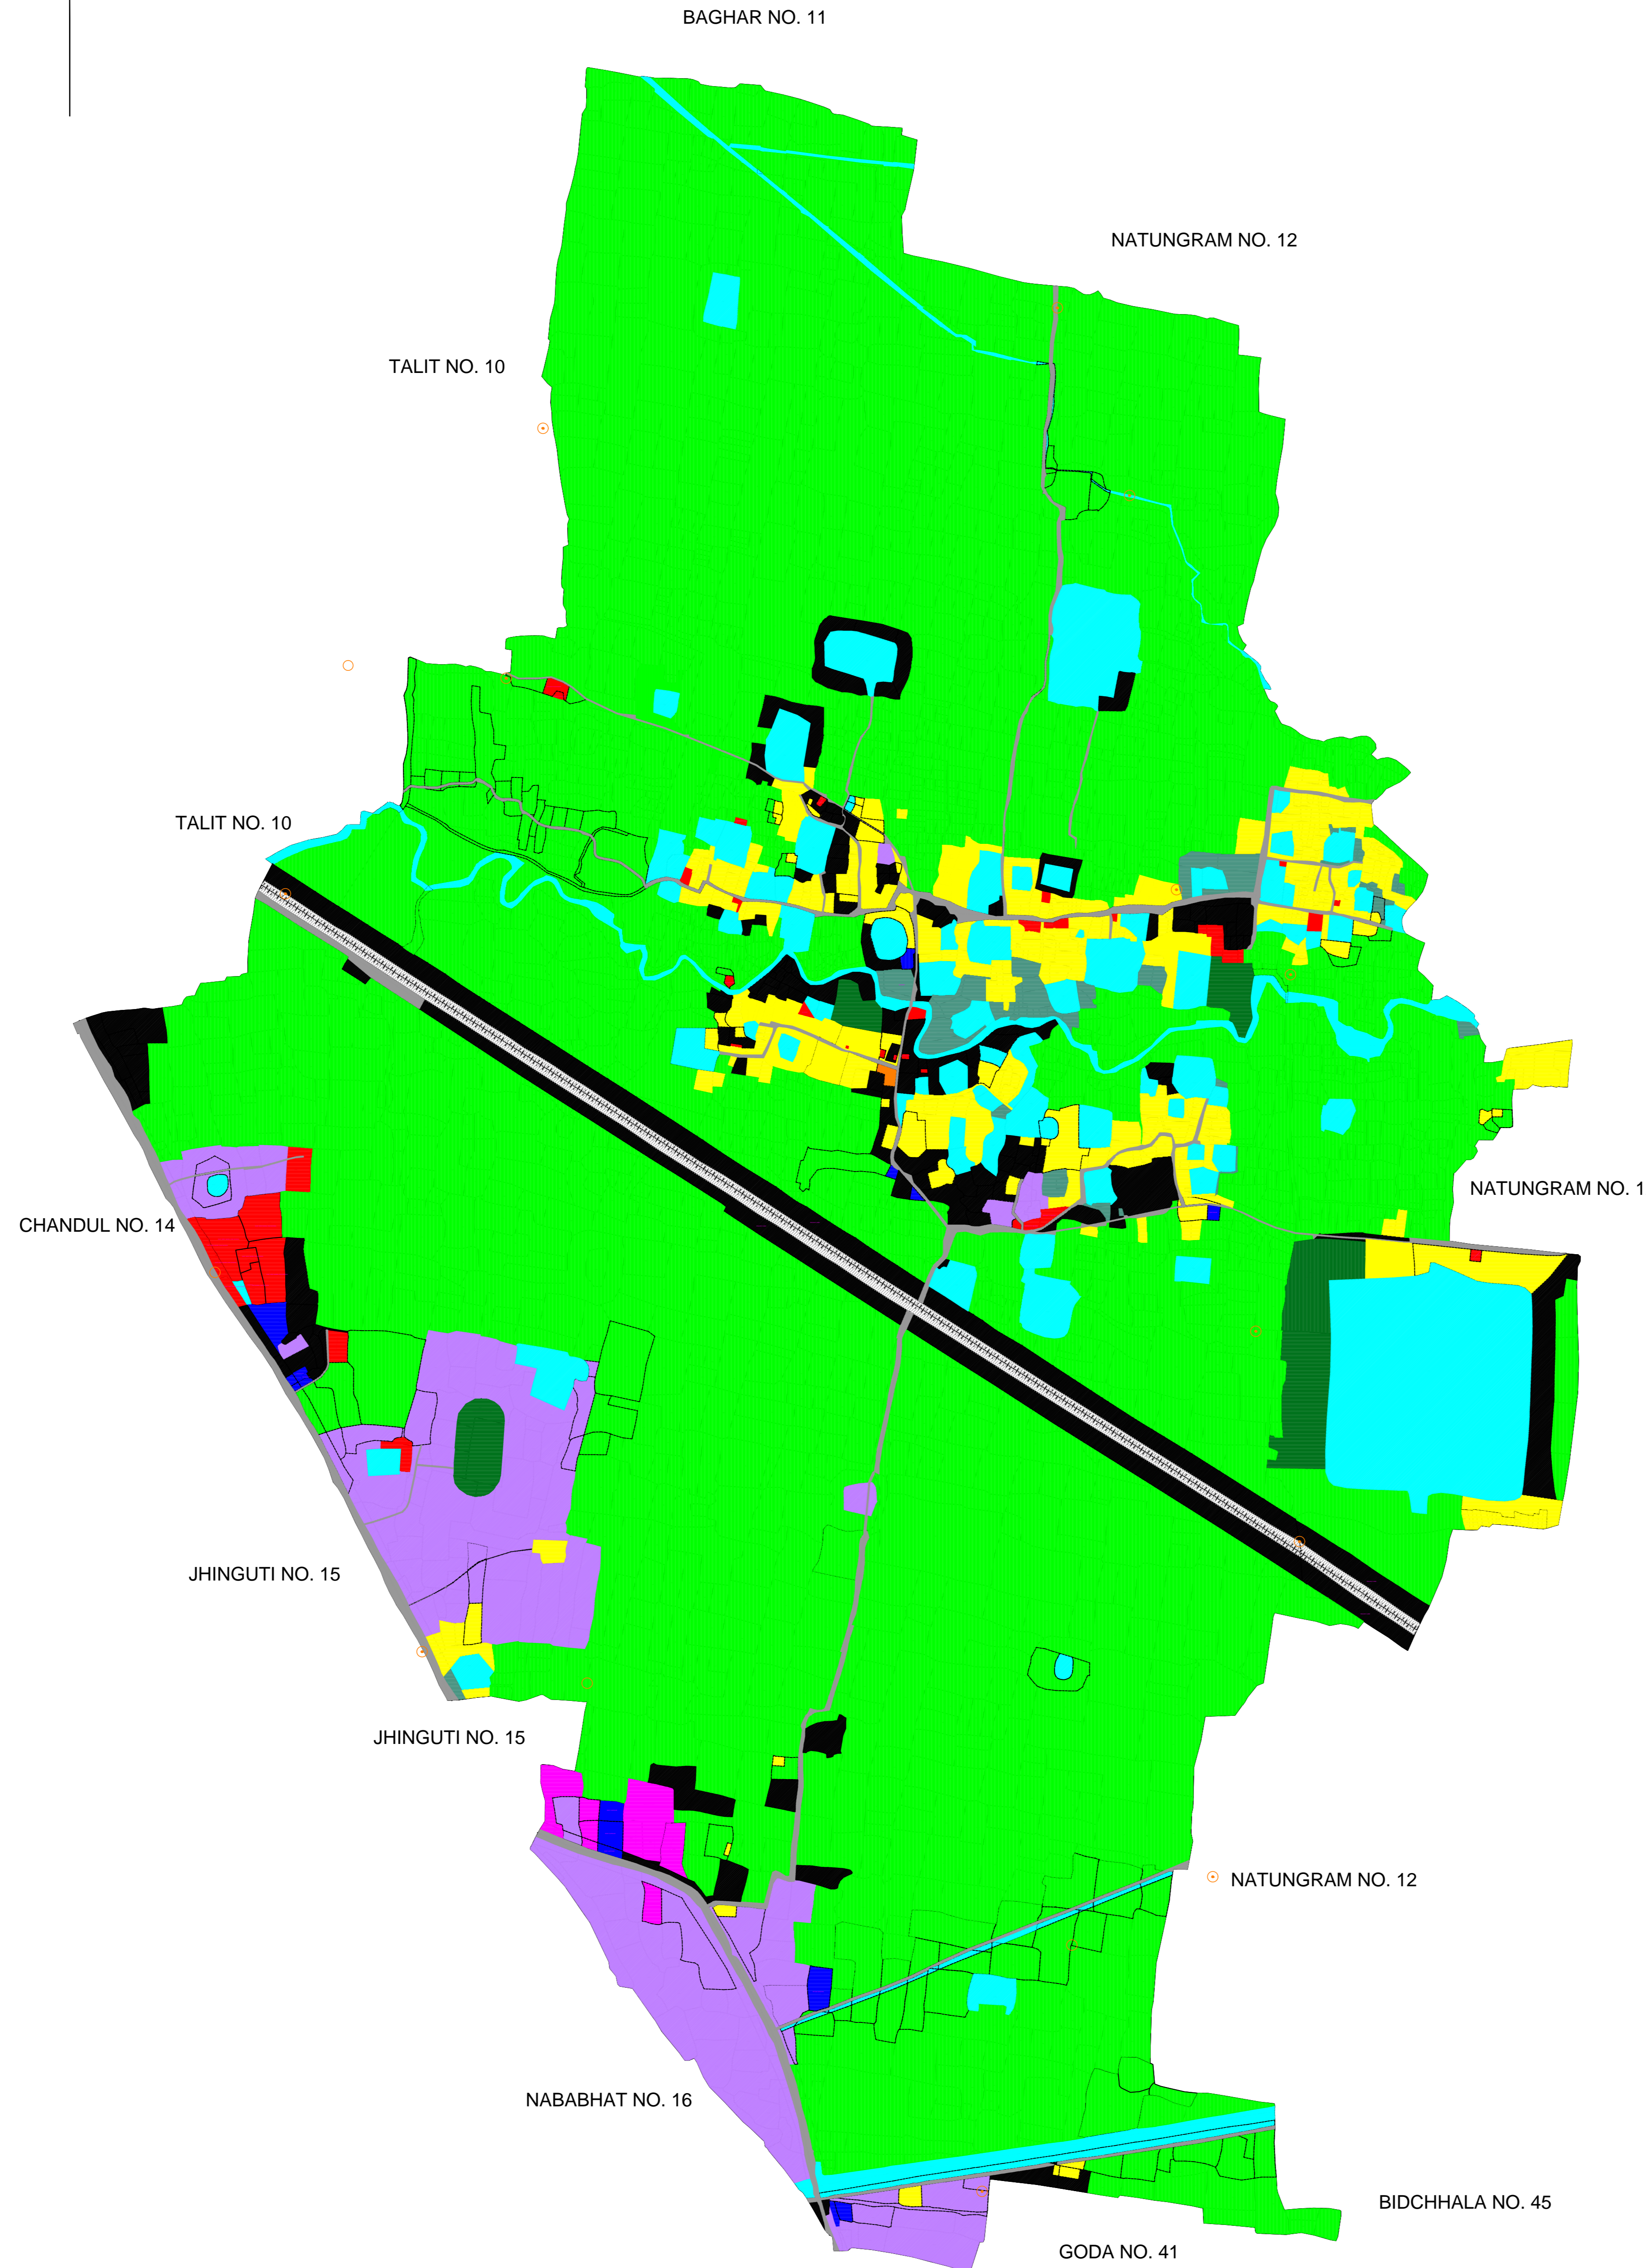 BAGHAR NO. 11
NATUNGRAM NO. 12
TALIT NO. 10
TALIT NO. 10
NATUNGRAM NO. 1
CHANDUL NO. 14
JHINGUTI NO. 15
JHINGUTI NO. 15
NATUNGRAM NO. 12
NABABHAT NO. 16
BIDCHHALA NO. 45
GODA NO. 41